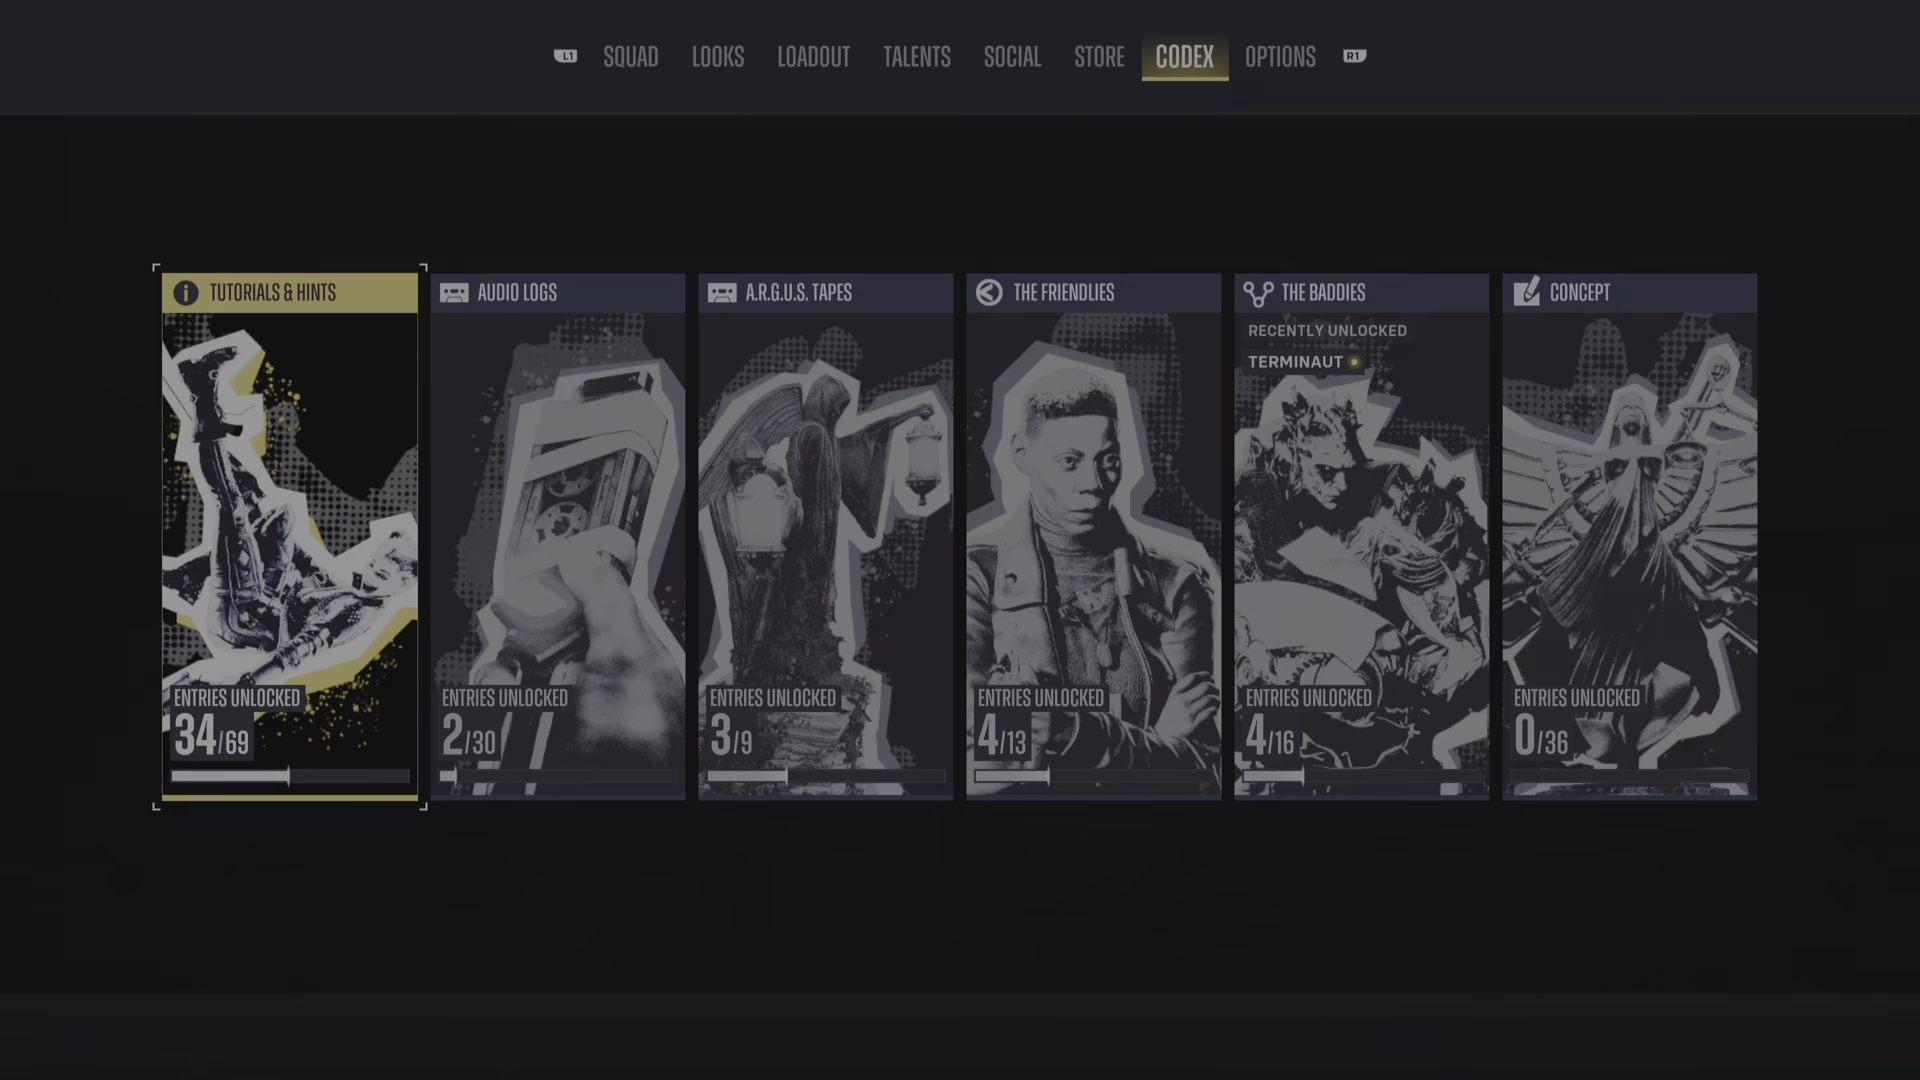 L1 SQUAD LOOKS LOADOUT TALENTS SOCIAL STORE CODEX OPTIONS R1
TUTORIALS & HINTS
ENTRIES UNLOCKED
34/69
AUDIO LOGS
ENTRIES UNLOCKED
2/30
A.R.G.U.S. TAPES
ENTRIES UNLOCKED
3/9
THE FRIENDLIES
ENTRIES UNLOCKED
4/13
THE BADDIES
RECENTLY UNLOCKED
TERMINAUT
ENTRIES UNLOCKED
4/16
CONCEPT
ENTRIES UNLOCKED
0/36